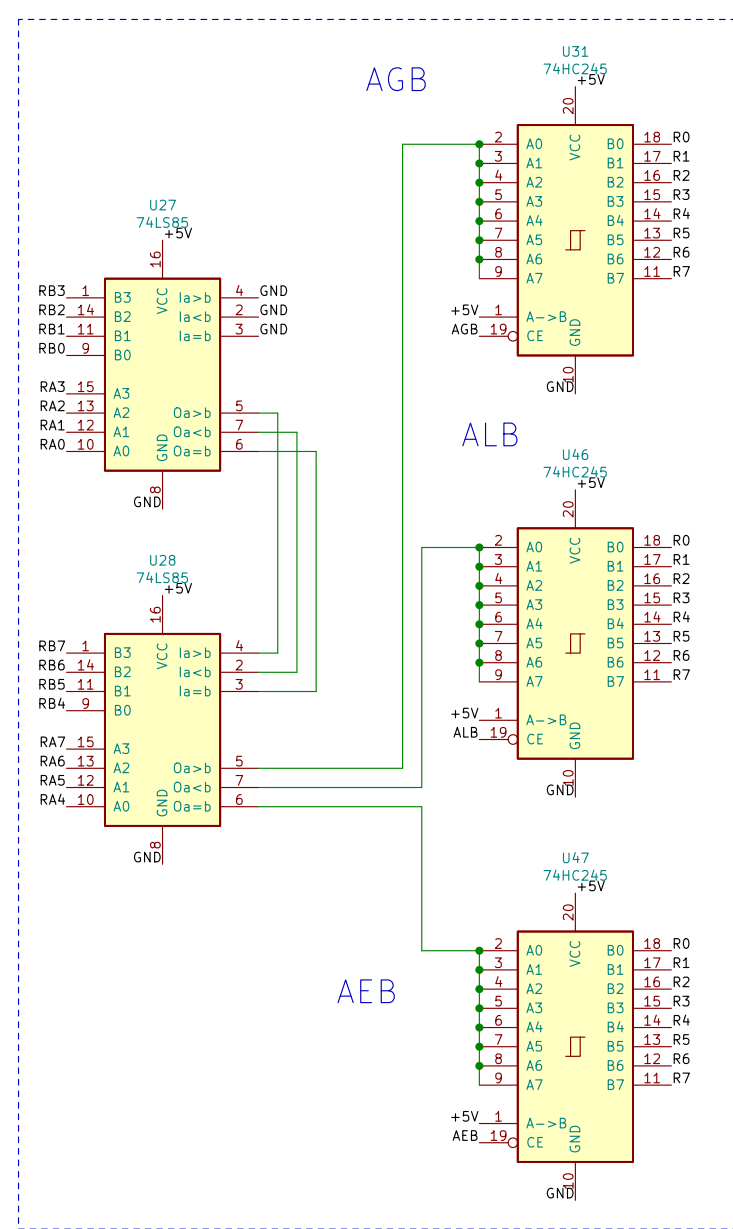 AGB
U31
74HC245
+5V
20
2 A0 VCC B0 18 R0
3 A1 B1 17 R1
4 A2 B2 16 R2
5 A3 B3 15 R3
6 A4 B4 14 R4
7 A5 B5 13 R5
8 A6 B6 12 R6
9 A7 B7 11 R7
+5V 1 A->B
AGB 19 CE GND
10
GND
U27
74LS85
+5V
16
RB3 1 B3 VCC Ia>b 4 GND
RB2 14 B2 Ia<b 2 GND
RB1 11 B1 Ia=b 3 GND
RB0 9 B0
RA3 15 A3
RA2 13 A2 Oa>b 5
RA1 12 A1 Oa<b 7
RA0 10 A0 GND Oa=b 6
8
GND
ALB
U46
74HC245
+5V
20
2 A0 VCC B0 18 R0
3 A1 B1 17 R1
4 A2 B2 16 R2
5 A3 B3 15 R3
6 A4 B4 14 R4
7 A5 B5 13 R5
8 A6 B6 12 R6
9 A7 B7 11 R7
+5V 1 A->B
ALB 19 CE GND
10
GND
U28
74LS85
+5V
16
RB7 1 B3 VCC Ia>b 4
RB6 14 B2 Ia<b 2
RB5 11 B1 Ia=b 3
RB4 9 B0
RA7 15 A3
RA6 13 A2 Oa>b 5
RA5 12 A1 Oa<b 7
RA4 10 A0 GND Oa=b 6
8
GND
AEB
U47
74HC245
+5V
20
2 A0 VCC B0 18 R0
3 A1 B1 17 R1
4 A2 B2 16 R2
5 A3 B3 15 R3
6 A4 B4 14 R4
7 A5 B5 13 R5
8 A6 B6 12 R6
9 A7 B7 11 R7
+5V 1 A->B
AEB 19 CE GND
10
GND